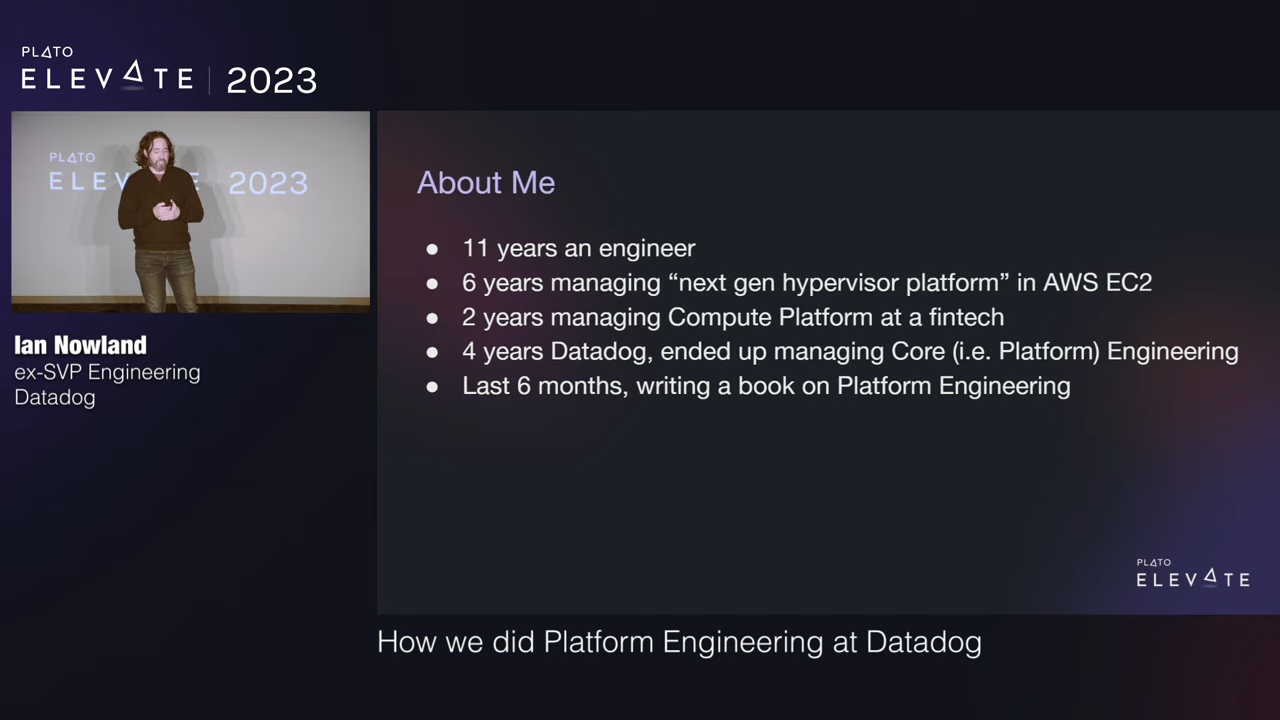 PLATO
ELEVATE | 2023
PLATO
ELEV E 2023
Ian Nowland
ex-SVP Engineering
Datadog
About Me
● 11 years an engineer
● 6 years managing “next gen hypervisor platform” in AWS EC2
● 2 years managing Compute Platform at a fintech
● 4 years Datadog, ended up managing Core (i.e. Platform) Engineering
● Last 6 months, writing a book on Platform Engineering
PLATO
ELEVATE
How we did Platform Engineering at Datadog